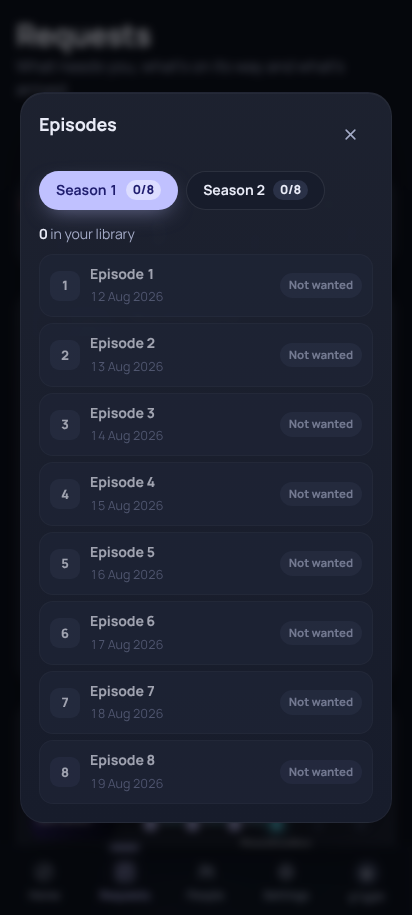 Requests
Episodes
Season 1 0/8 Season 2 0/8
0 in your library
1 Episode 1 Not wanted
12 Aug 2026
2 Episode 2 Not wanted
13 Aug 2026
3 Episode 3 Not wanted
14 Aug 2026
4 Episode 4 Not wanted
15 Aug 2026
5 Episode 5 Not wanted
16 Aug 2026
6 Episode 6 Not wanted
17 Aug 2026
7 Episode 7 Not wanted
18 Aug 2026
8 Episode 8 Not wanted
19 Aug 2026